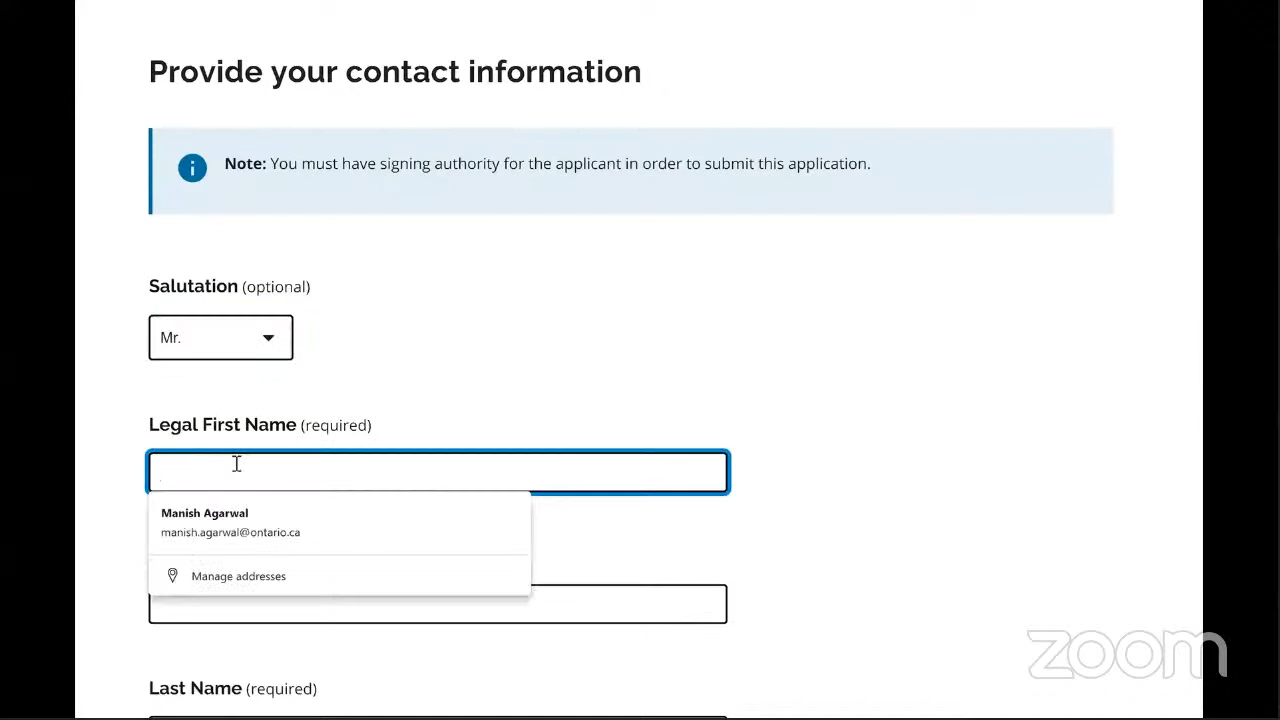 Provide your contact information
Note: You must have signing authority for the applicant in order to submit this application.
Salutation (optional)
Mr.
Legal First Name (required)
Manish Agarwal
manish.agarwal@ontario.ca
Manage addresses
Last Name (required)
zoom